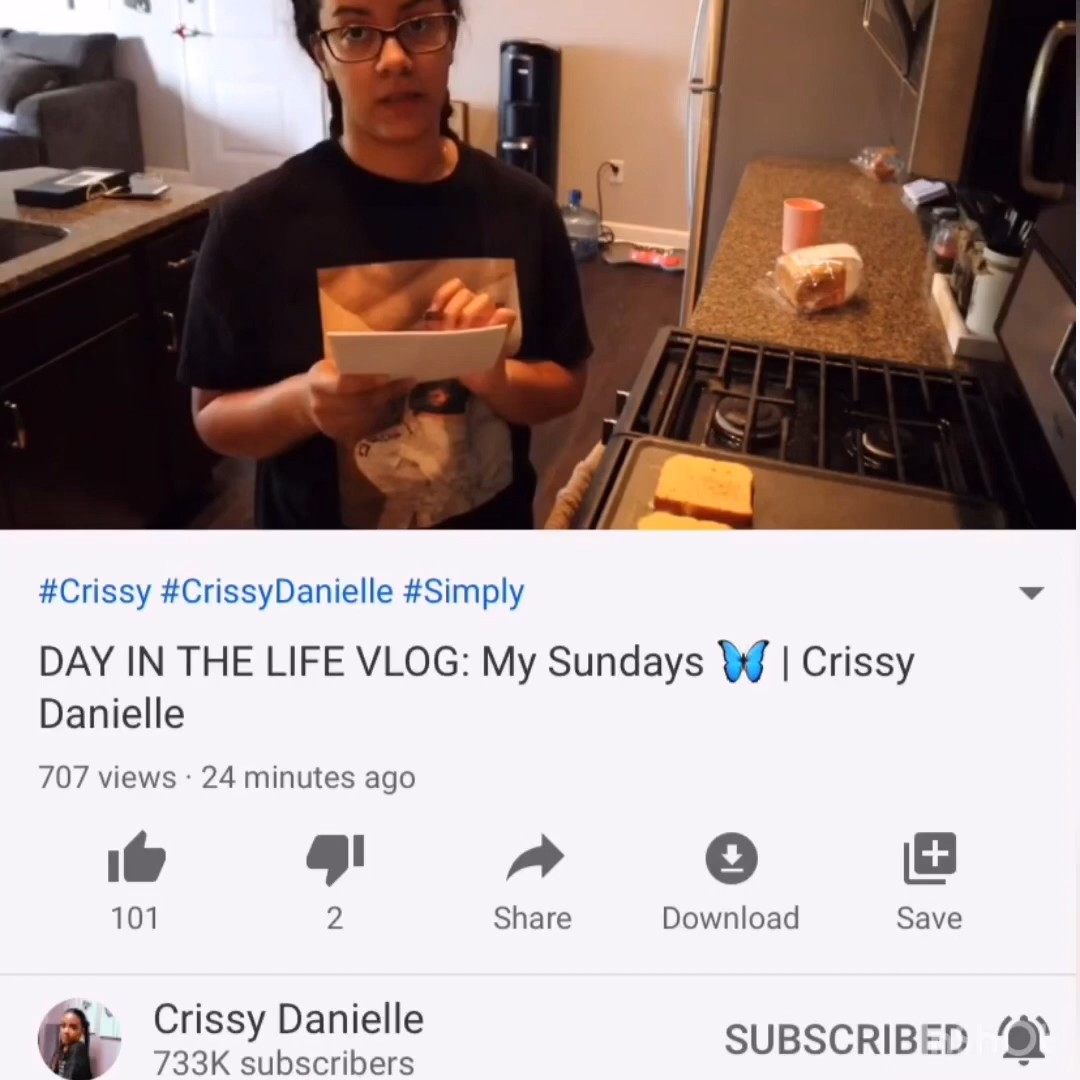 #Crissy #CrissyDanielle #Simply
DAY IN THE LIFE VLOG: My Sundays 🦋 | Crissy
Danielle
707 views · 24 minutes ago
101
2
Share
Download
Save
Crissy Danielle
SUBSCRIBED
733K subscribers